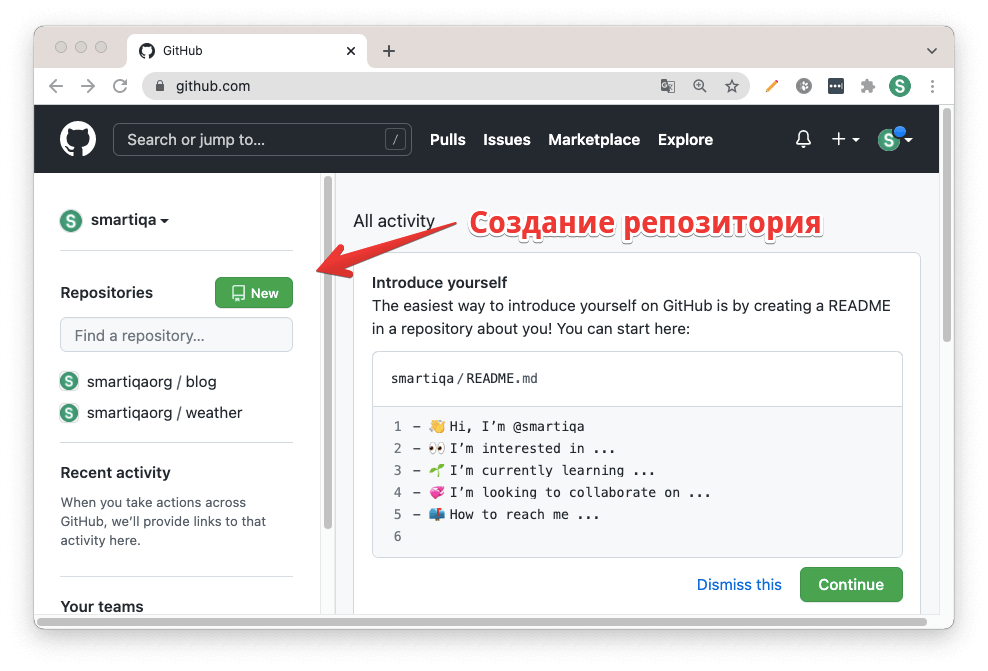 GitHub
github.com
Search or jump to... /
Pulls Issues Marketplace Explore
S
S smartiqa
All activity
Создание репозитория
Repositories
New
Find a repository...
S smartiqaorg / blog
S smartiqaorg / weather
Recent activity
When you take actions across
GitHub, we’ll provide links to that
activity here.
Your teams
Introduce yourself
The easiest way to introduce yourself on GitHub is by creating a README
in a repository about you! You can start here:
smartiqa/README.md
1 – 👋 Hi, I’m @smartiqa
2 – 👀 I’m interested in ...
3 – 🌱 I’m currently learning ...
4 – 💞️ I’m looking to collaborate on ...
5 – 📫 How to reach me ...
6
Dismiss this
Continue